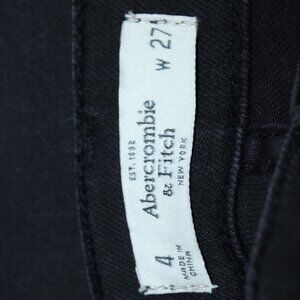 EST. 1892
Abercrombie
& Fitch
NEW YORK
4 W 27
MADE IN
CHINA